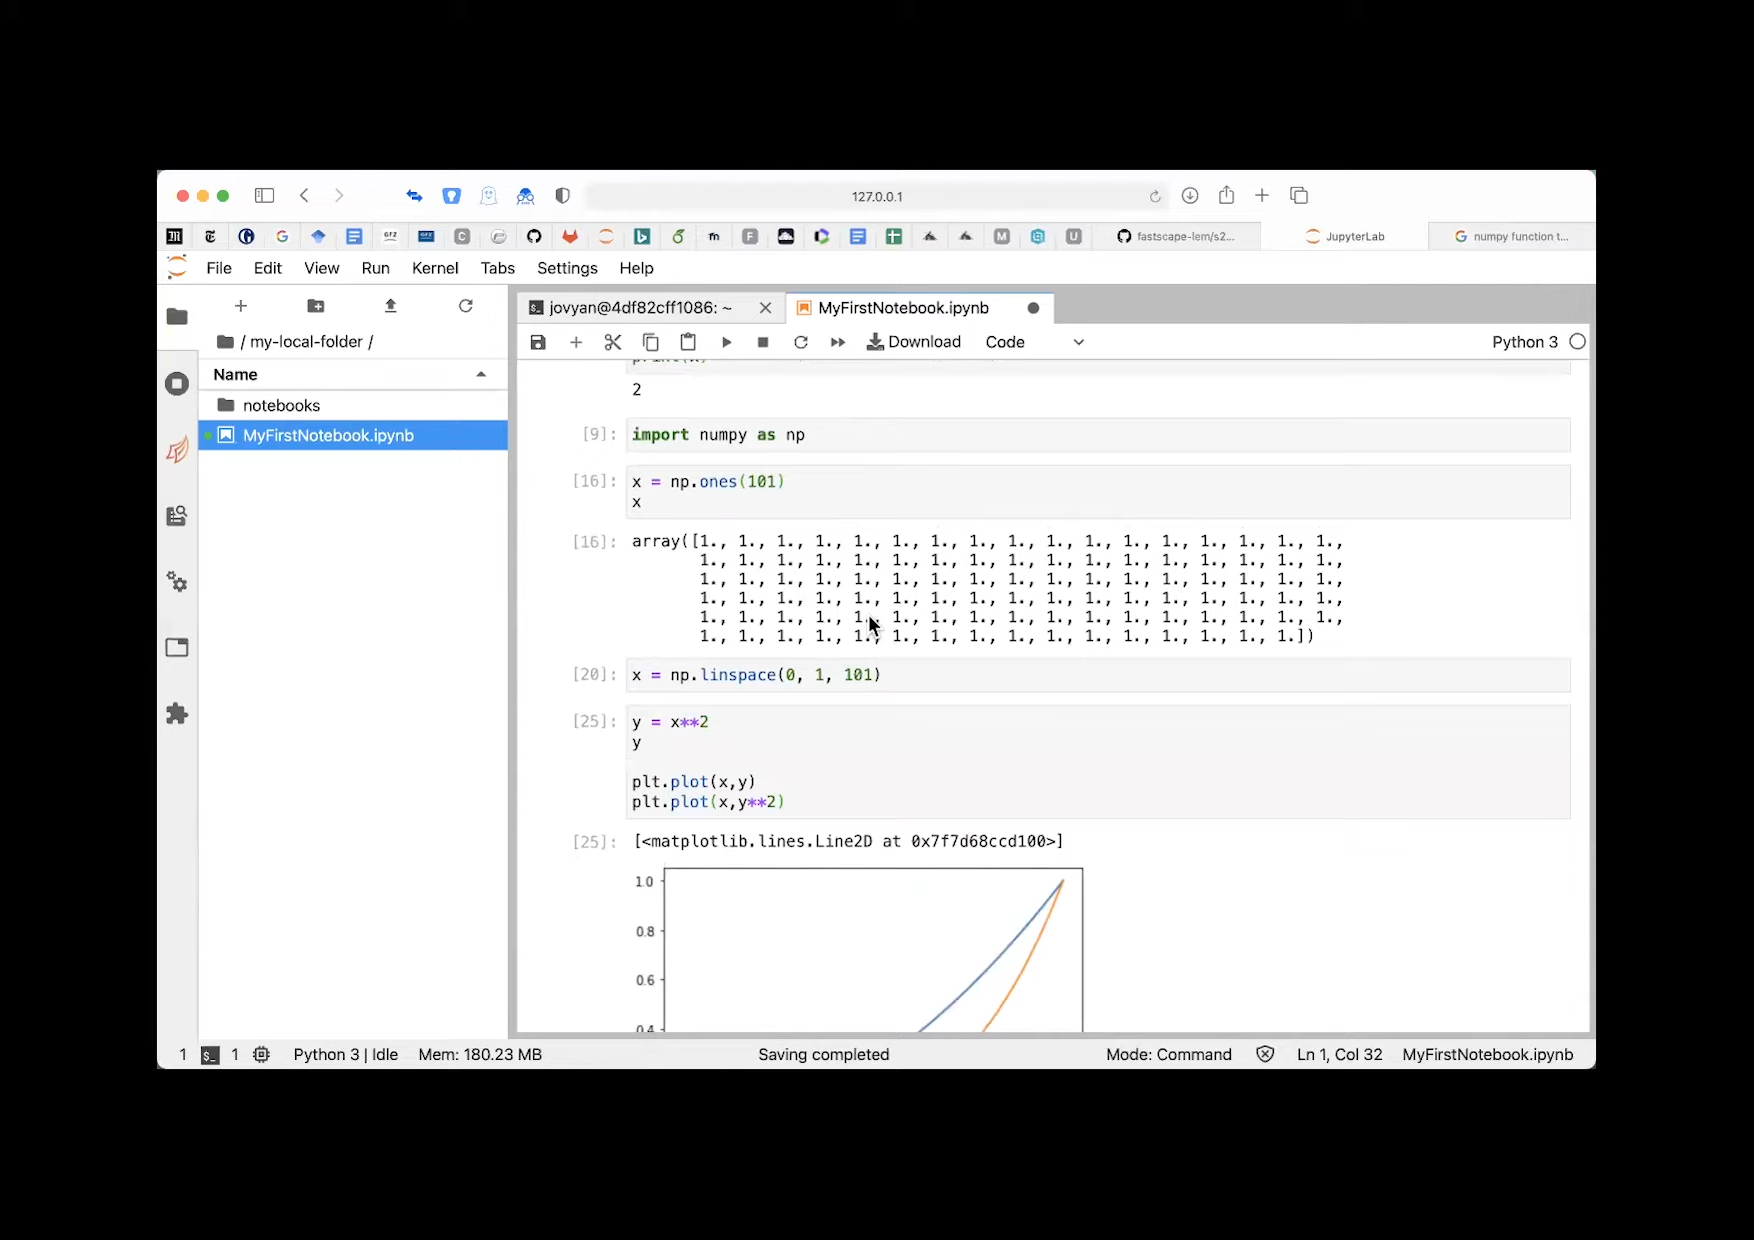 127.0.0.1
fastscape-lem/s2...
JupyterLab
numpy function t...
File Edit View Run Kernel Tabs Settings Help
jovyan@4df82cff1086: ~
MyFirstNotebook.ipynb
/ my-local-folder /
Download
Code
Python 3
Name
notebooks
MyFirstNotebook.ipynb
2
[9]: import numpy as np
[16]: x = np.ones(101)
x
[16]: array([1., 1., 1., 1., 1., 1., 1., 1., 1., 1., 1., 1., 1., 1., 1., 1., 1.,
1., 1., 1., 1., 1., 1., 1., 1., 1., 1., 1., 1., 1., 1., 1., 1., 1.,
1., 1., 1., 1., 1., 1., 1., 1., 1., 1., 1., 1., 1., 1., 1., 1., 1.,
1., 1., 1., 1., 1., 1., 1., 1., 1., 1., 1., 1., 1., 1., 1., 1., 1.,
1., 1., 1., 1., 1., 1., 1., 1., 1., 1., 1., 1., 1., 1., 1., 1., 1.,
1., 1., 1., 1., 1., 1., 1., 1., 1., 1., 1., 1., 1., 1., 1., 1.])
[20]: x = np.linspace(0, 1, 101)
[25]: y = x**2
y
plt.plot(x,y)
plt.plot(x,y**2)
[25]: [<matplotlib.lines.Line2D at 0x7f7d68ccd100>]
1.0
0.8
0.6
0.4
1 1 Python 3 | Idle Mem: 180.23 MB Saving completed Mode: Command Ln 1, Col 32 MyFirstNotebook.ipynb